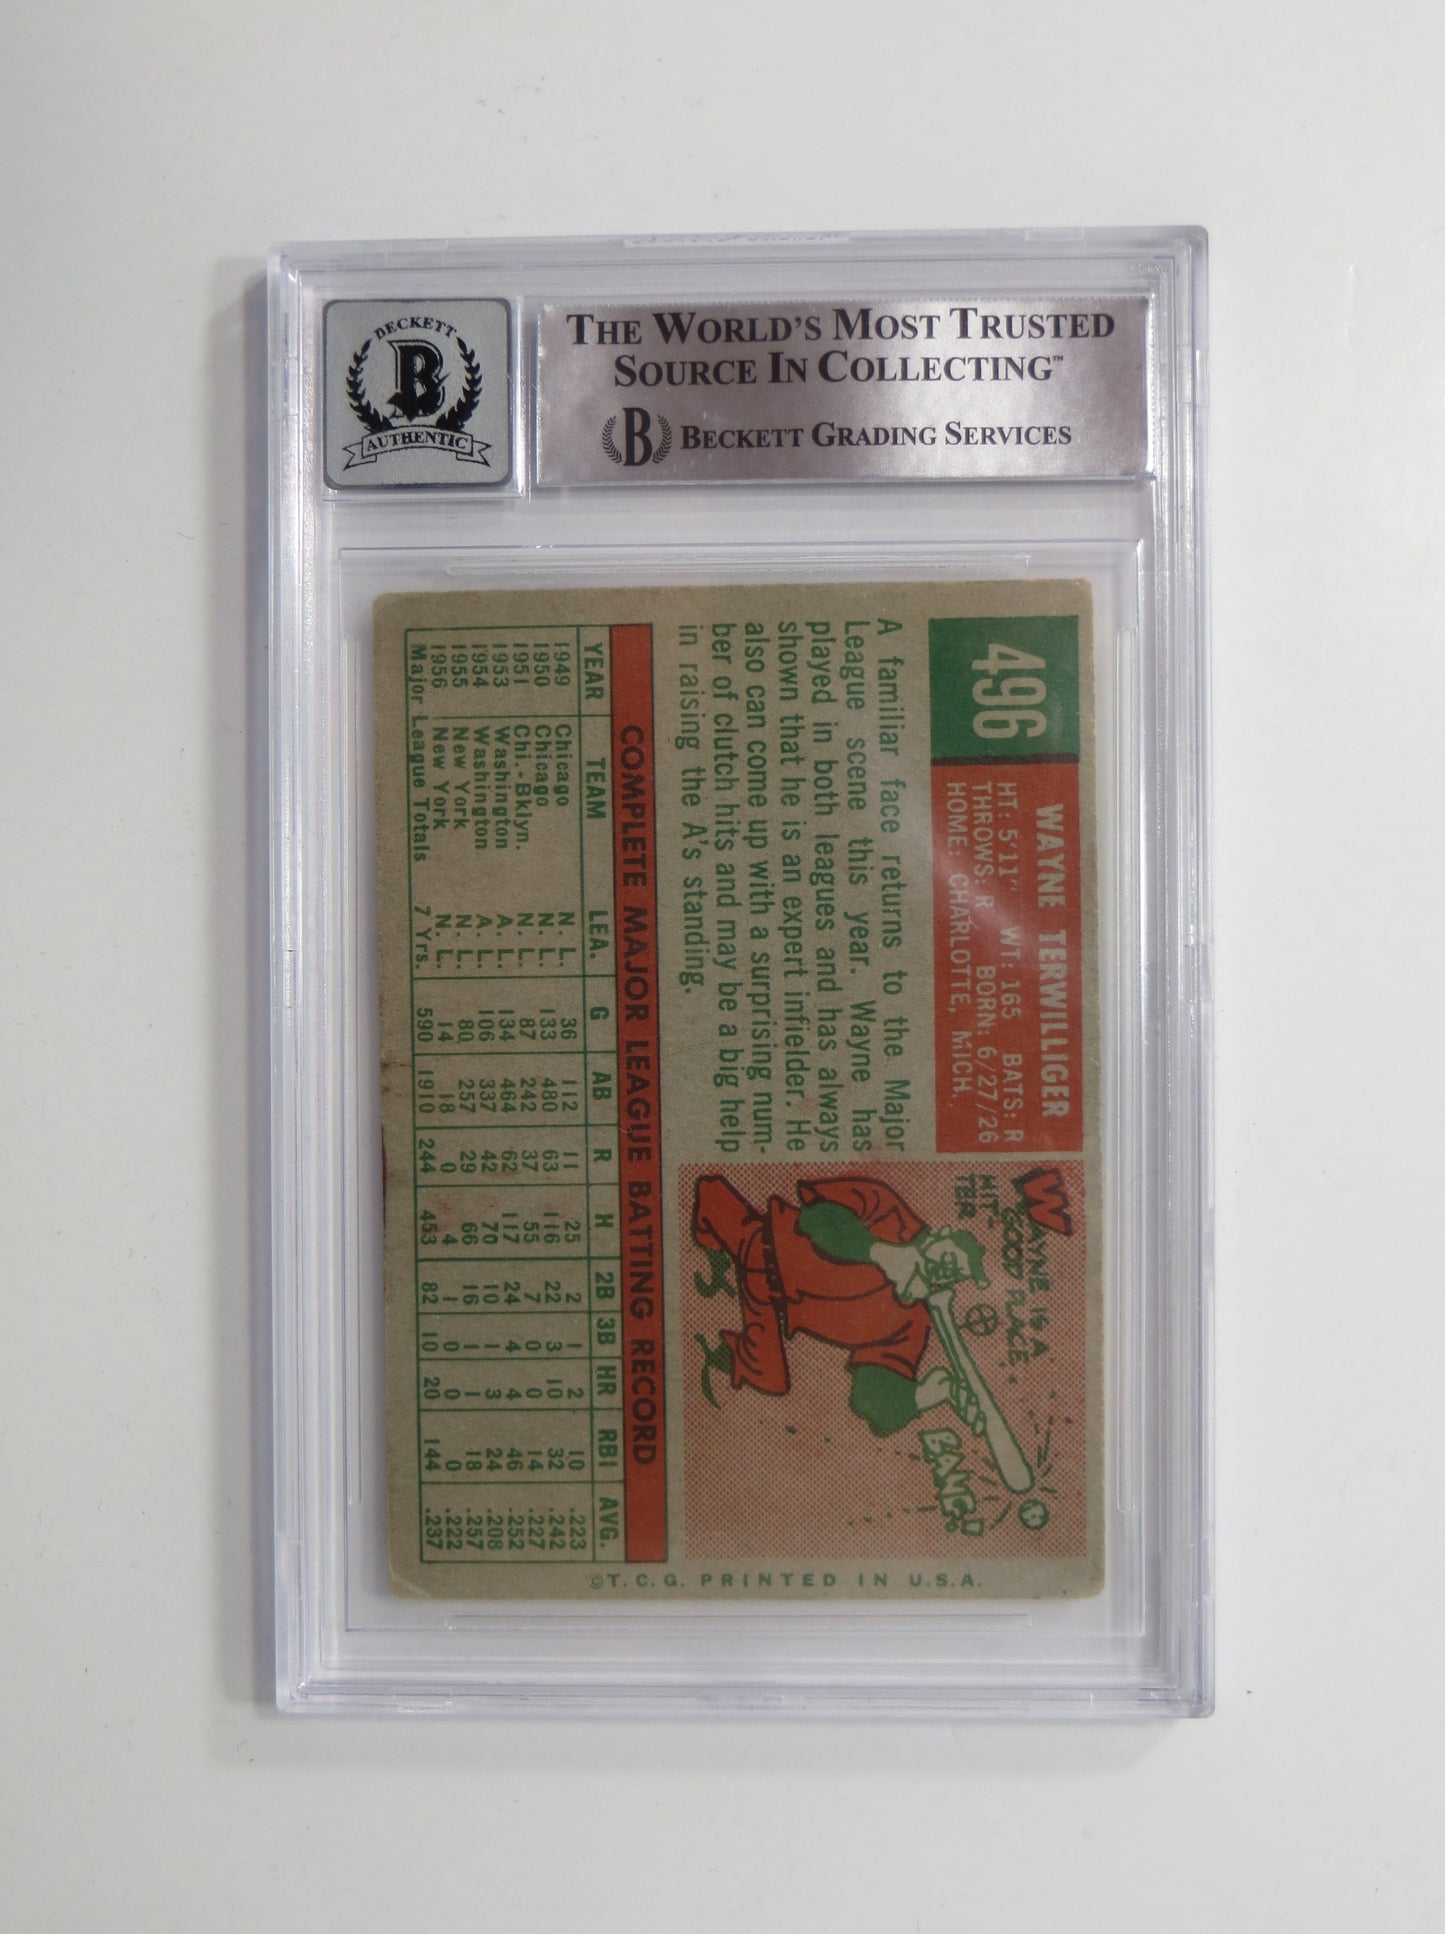 BECKETT
B
AUTHENTIC
THE WORLD'S MOST TRUSTED
SOURCE IN COLLECTING™
B BECKETT GRADING SERVICES
496
WAYNE TERWILLIGER
HT: 5'11" WT: 165 BATS: R
THROWS: R BORN: 6/27/26
HOME: CHARLOTTE, MICH.
A familiar face returns to the Major
League scene this year. Wayne has
played in both leagues and has always
shown that he is an expert infielder. He
also can come up with a surprising num-
ber of clutch hits and may be a big help
in raising the A's standing.
WAYNE IS A
GOOD PLACE
HIT-
TER
BANG!
COMPLETE MAJOR LEAGUE BATTING RECORD
YEAR TEAM LEA. G AB R H 2B 3B HR RBI AVG.
1949 Chicago N. L. 36 112 11 25 2 1 2 10 .223
1950 Chicago N. L. 133 480 63 116 22 3 10 32 .242
1951 Chi.-Bklyn. N. L. 87 242 37 55 7 0 0 14 .227
1953 Washington A. L. 134 464 62 117 24 4 4 46 .252
1954 Washington A. L. 106 337 42 70 10 1 3 24 .208
1955 New York N. L. 80 257 29 66 16 1 1 18 .257
1956 New York N. L. 14 18 0 4 1 0 0 0 .222
Major League Totals 7 Yrs. 590 1910 244 453 82 10 20 144 .237
© T. C. G. PRINTED IN U.S.A.